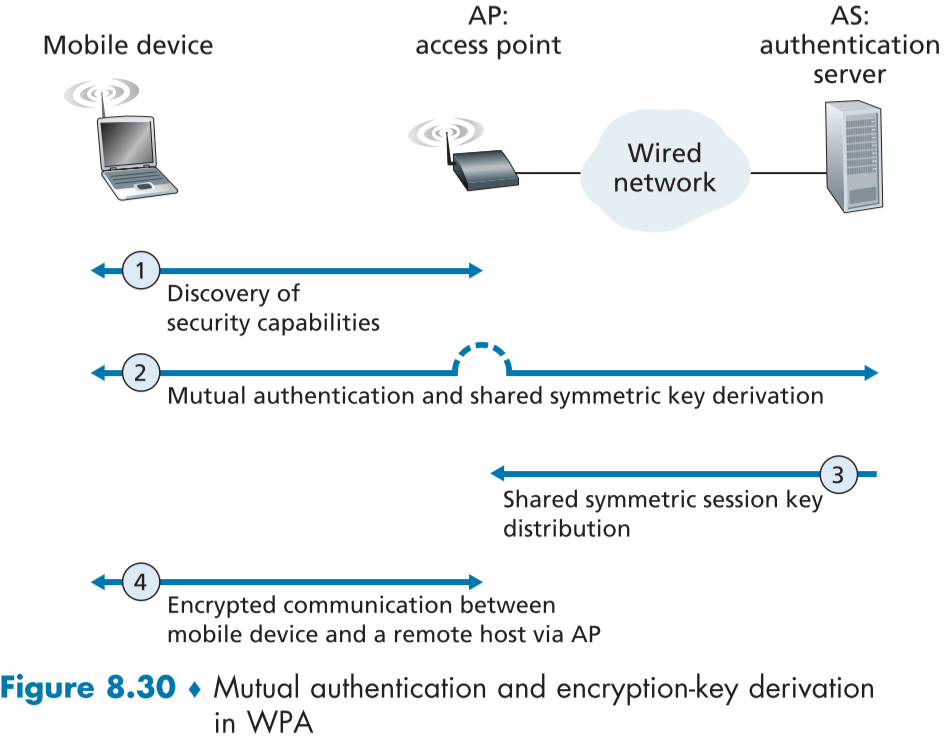 Mobile device
AP:
access point
AS:
authentication
server
Wired
network
1
Discovery of
security capabilities
2
Mutual authentication and shared symmetric key derivation
3
Shared symmetric session key
distribution
4
Encrypted communication between
mobile device and a remote host via AP
Figure 8.30 ♦ Mutual authentication and encryption-key derivation
in WPA